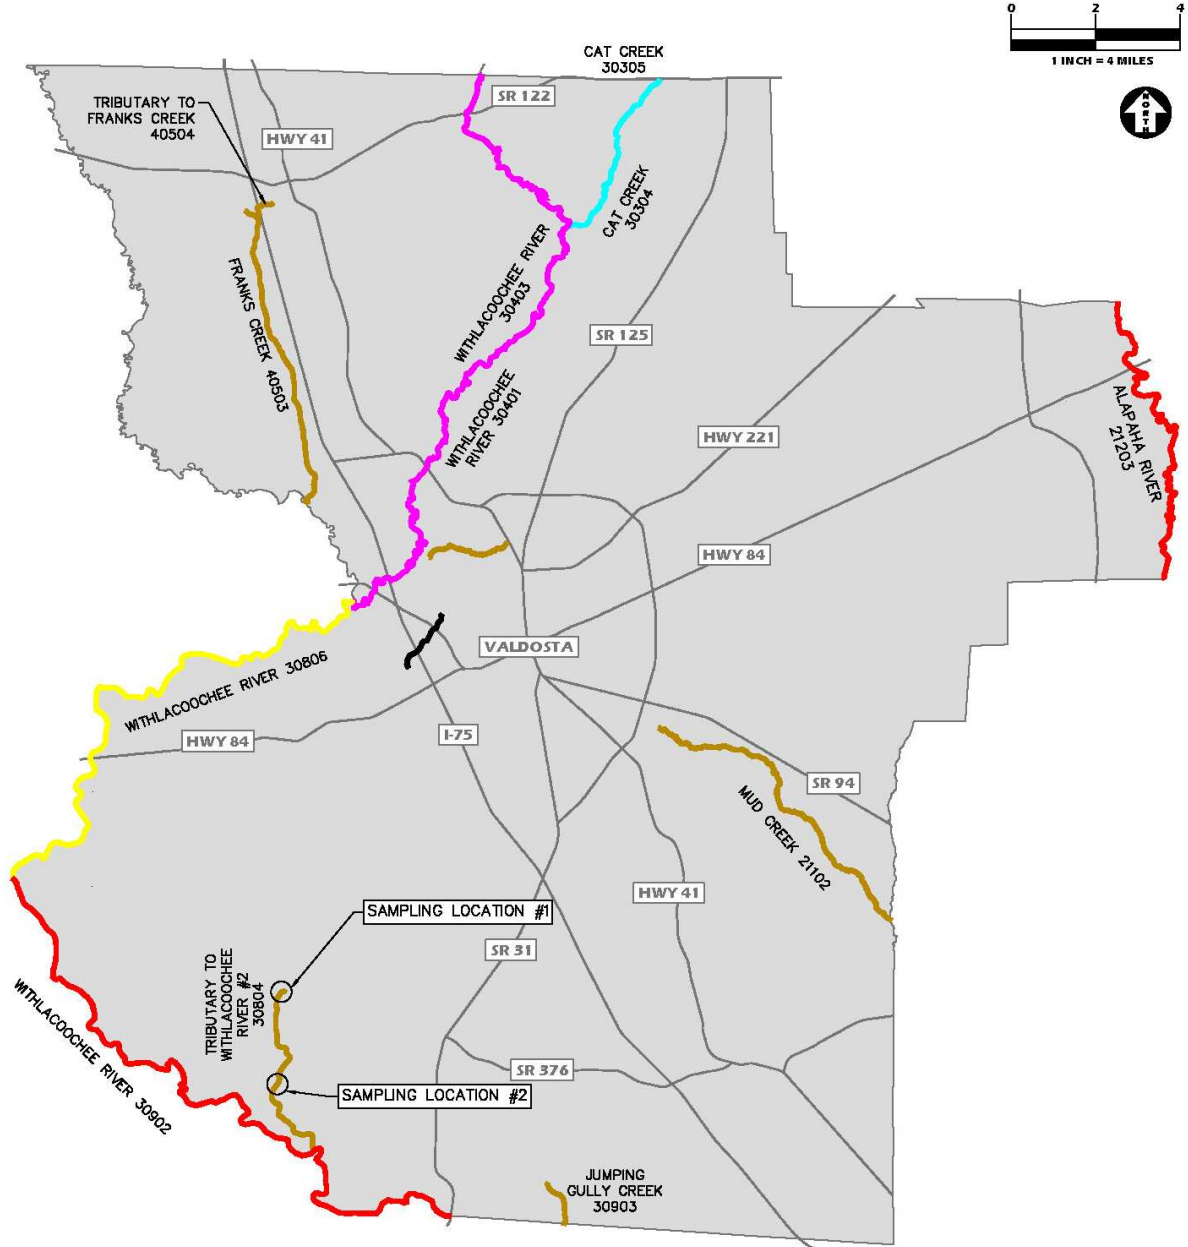 0 2 4
1 INCH = 4 MILES
NORTH
CAT CREEK
30305
TRIBUTARY TO
FRANKS CREEK
40504
SR 122
HWY 41
CAT CREEK
30304
WITHLACOOCHEE RIVER
30403
FRANKS CREEK 40503
SR 125
WITHLACOOCHEE
RIVER 30401
ALAPAHA RIVER
21203
HWY 221
HWY 84
VALDOSTA
WITHLACOOCHEE RIVER 30806
HWY 84
I-75
SR 94
MUD CREEK 21102
HWY 41
SAMPLING LOCATION #1
SR 31
TRIBUTARY TO
WITHLACOOCHEE
RIVER #2
30804
WITHLACOOCHEE RIVER 30902
SR 376
SAMPLING LOCATION #2
JUMPING
GULLY CREEK
30903